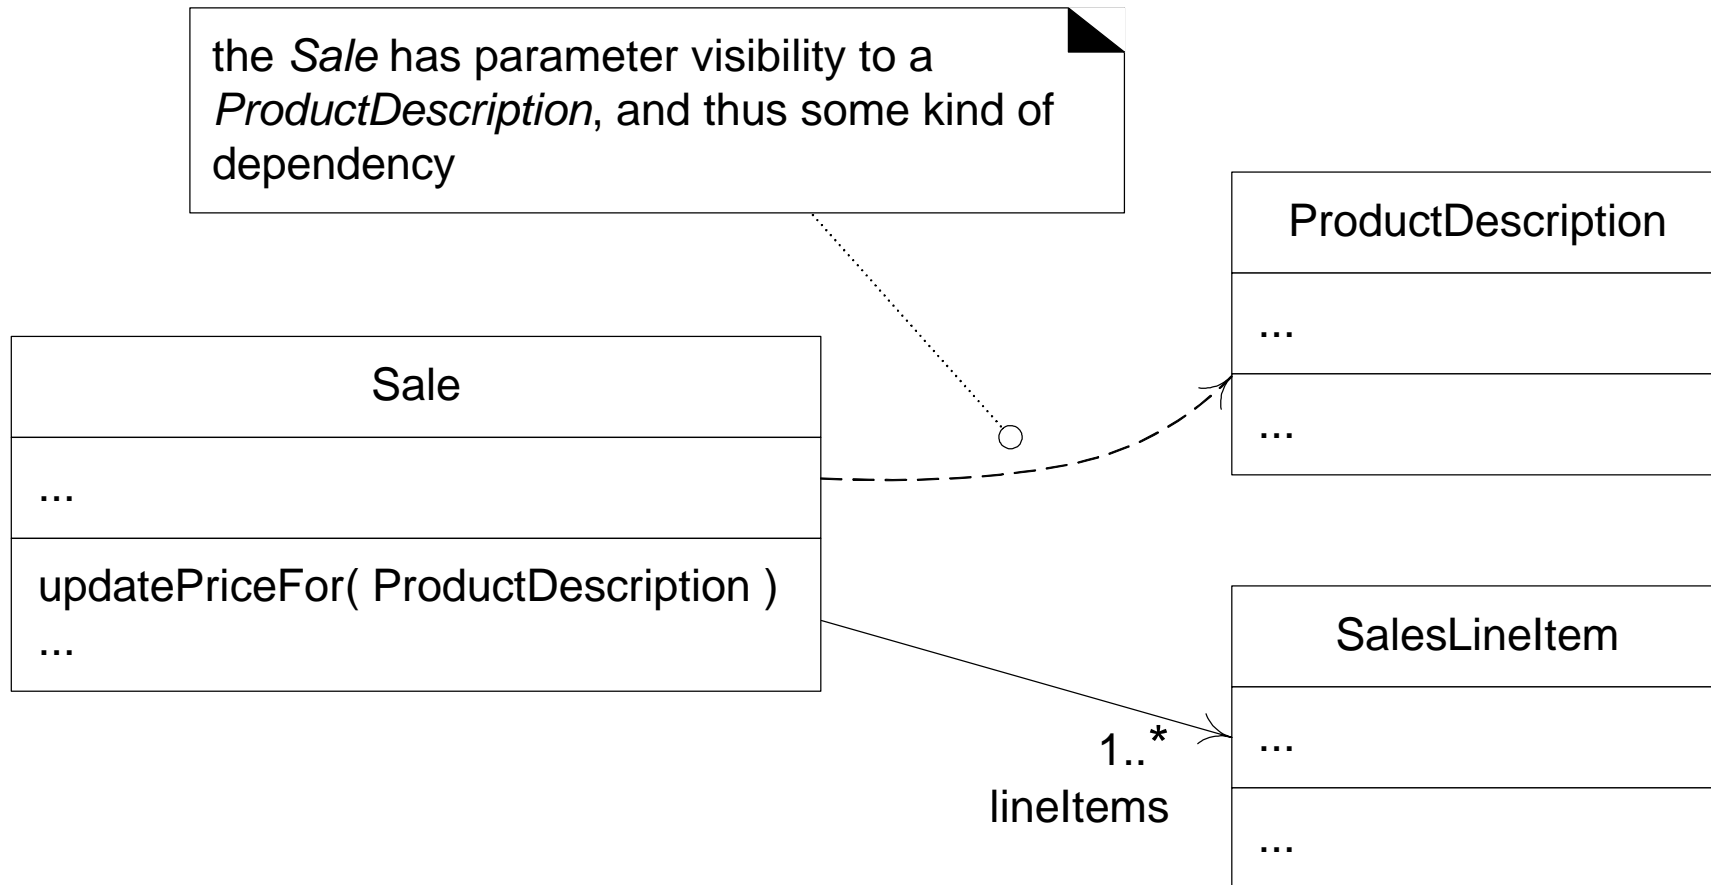 the Sale has parameter visibility to a
ProductDescription, and thus some kind of
dependency
ProductDescription
...
...
Sale
...
updatePriceFor( ProductDescription )
...
SalesLineItem
...
...
1..*
lineItems